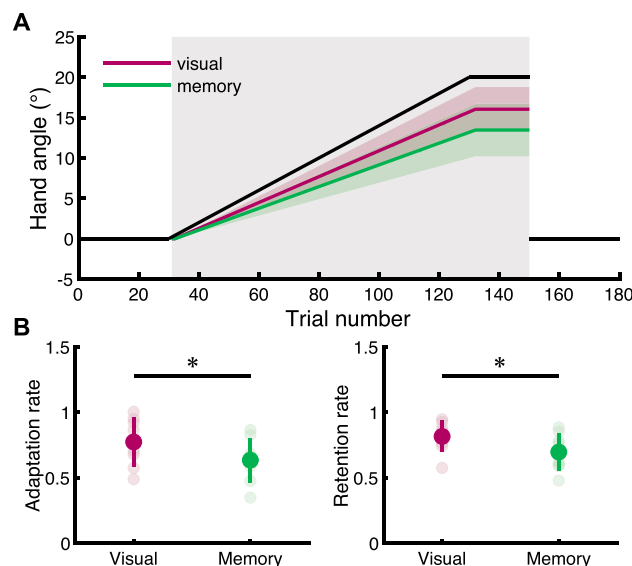 A
Hand angle (°)
25
20
15
10
5
0
-5
visual
memory
0 20 40 60 80 100 120 140 160 180
Trial number
B
Adaptation rate
1.5
1
0.5
0
*
Visual Memory
Retention rate
1.5
1
0.5
0
*
Visual Memory